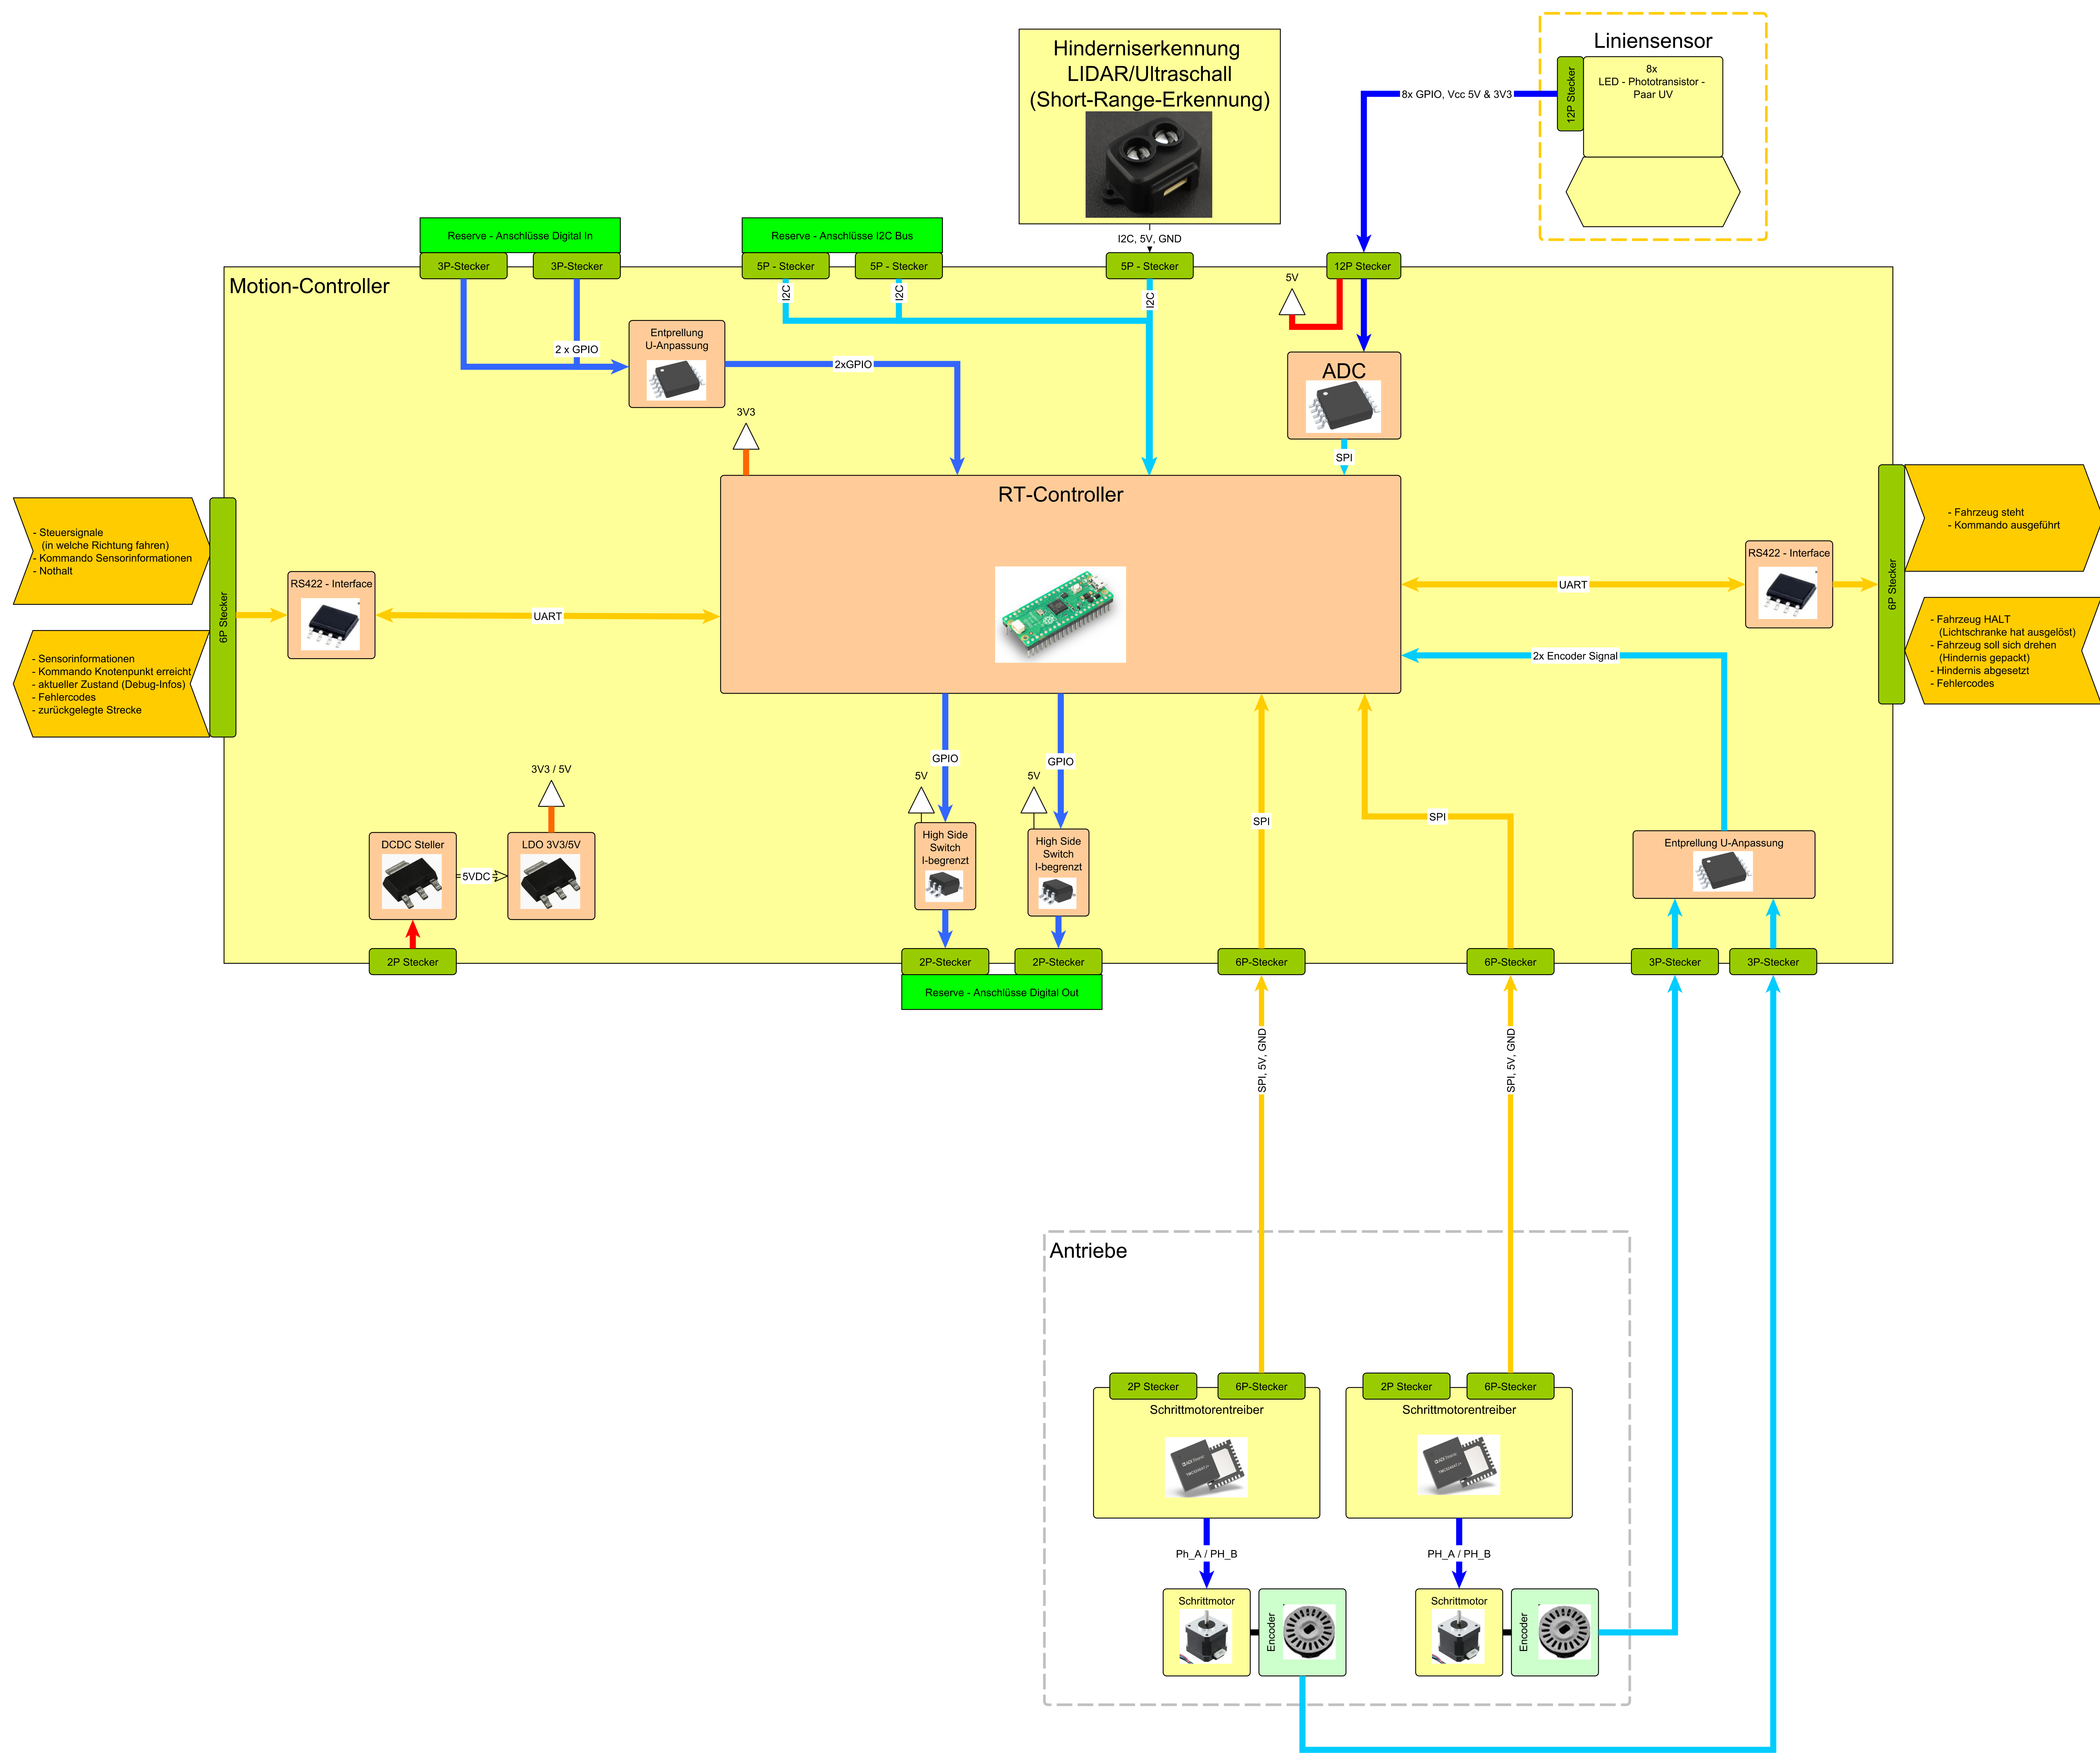 Hinderniserkennung
LIDAR/Ultraschall
(Short-Range-Erkennung)
Liniensensor
12P Stecker
8x
LED - Phototransistor -
Paar UV
8x GPIO, Vcc 5V & 3V3
I2C, 5V, GND
Reserve - Anschlüsse Digital In
Reserve - Anschlüsse I2C Bus
3P-Stecker
3P-Stecker
5P - Stecker
5P - Stecker
5P - Stecker
12P Stecker
Motion-Controller
I2C
I2C
I2C
5V
Entprellung
U-Anpassung
2 x GPIO
2xGPIO
ADC
SPI
3V3
RT-Controller
- Steuersignale
(in welche Richtung fahren)
- Kommando Sensorinformationen
- Nothalt
- Sensorinformationen
- Kommando Knotenpunkt erreicht
- aktueller Zustand (Debug-Infos)
- Fehlercodes
- zurückgelegte Strecke
6P Stecker
RS422 - Interface
UART
UART
RS422 - Interface
6P Stecker
- Fahrzeug steht
- Kommando ausgeführt
- Fahrzeug HALT
(Lichtschranke hat ausgelöst)
- Fahrzeug soll sich drehen
(Hindernis gepackt)
- Hindernis abgesetzt
- Fehlercodes
2x Encoder Signal
3V3 / 5V
DCDC Steller
5VDC
LDO 3V3/5V
2P Stecker
GPIO
GPIO
5V
5V
High Side
Switch
I-begrenzt
High Side
Switch
I-begrenzt
2P-Stecker
2P-Stecker
Reserve - Anschlüsse Digital Out
SPI
SPI
Entprellung U-Anpassung
6P-Stecker
6P-Stecker
3P-Stecker
3P-Stecker
SPI, 5V, GND
SPI, 5V, GND
Antriebe
2P Stecker
6P-Stecker
Schrittmotorentreiber
2P Stecker
6P-Stecker
Schrittmotorentreiber
Ph_A / PH_B
PH_A / PH_B
Schrittmotor
Encoder
Schrittmotor
Encoder